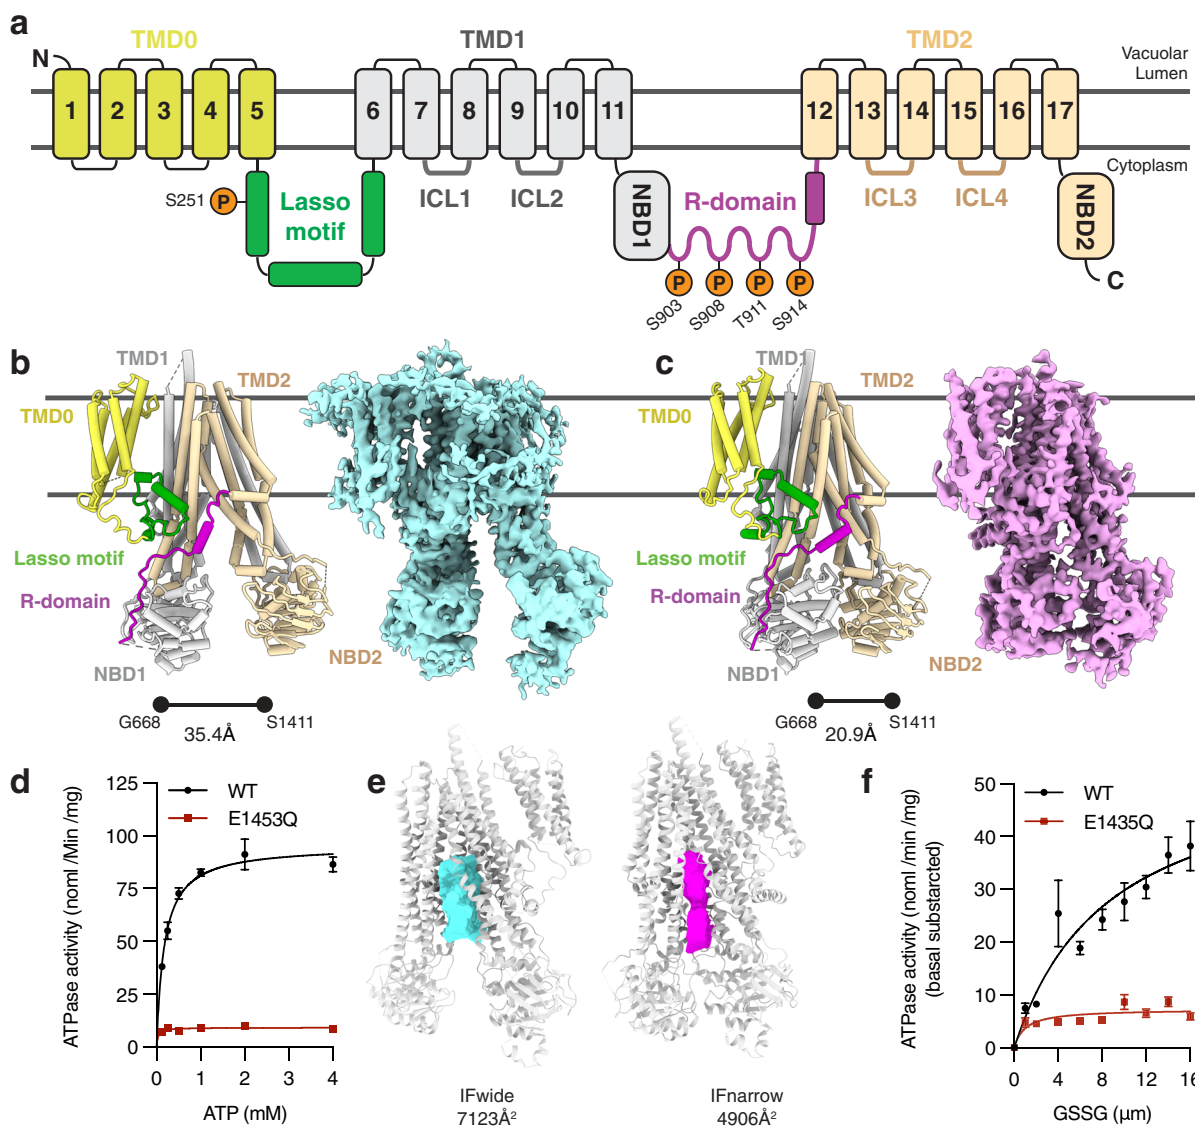 a
TMD0
TMD1
TMD2
N
Vacuolar
Lumen
1 2 3 4 5 6 7 8 9 10 11 12 13 14 15 16 17
Cytoplasm
S251
P
Lasso
motif
ICL1
ICL2
NBD1
R-domain
ICL3
ICL4
NBD2
C
P P P P
S903
S908
T911
S914
b
TMD1
TMD2
TMD0
Lasso motif
R-domain
NBD1
NBD2
G668
S1411
35.4Å
c
TMD1
TMD2
TMD0
Lasso motif
R-domain
NBD1
NBD2
G668
S1411
20.9Å
d
WT
E1453Q
ATPase activity (noml /Min /mg)
125
100
75
50
25
0
0 1 2 3 4
ATP (mM)
e
IFwide
7123Å²
IFnarrow
4906Å²
f
WT
E1435Q
ATPase activity (noml /min /mg)
(basal substarcted)
50
40
30
20
10
0
0 4 8 12 16
GSSG (µm)